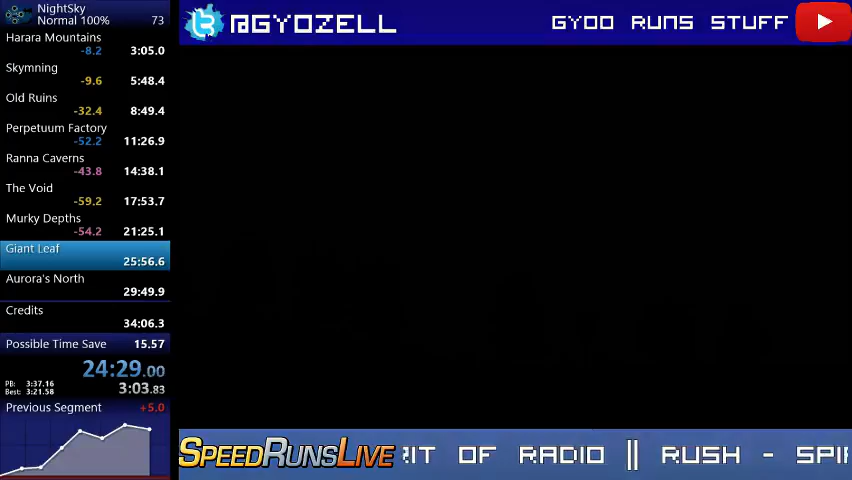 NightSky
Normal 100% 73
Harara Mountains
-8.2 3:05.0
Skymning
-9.6 5:48.4
Old Ruins
-32.4 8:49.4
Perpetuum Factory
-52.2 11:26.9
Ranna Caverns
-43.8 14:38.1
The Void
-59.2 17:53.7
Murky Depths
-54.2 21:25.1
Giant Leaf
25:56.6
Aurora's North
29:49.9
Credits
34:06.3
Possible Time Save 15.57
24:29.00
PB: 3:37.16
Best: 3:21.58
3:03.83
Previous Segment +5.0
@GYOZELL
GYOO RUNS STUFF
SPEEDRUNSLIVE
IT OF RADIO || RUSH - SPI